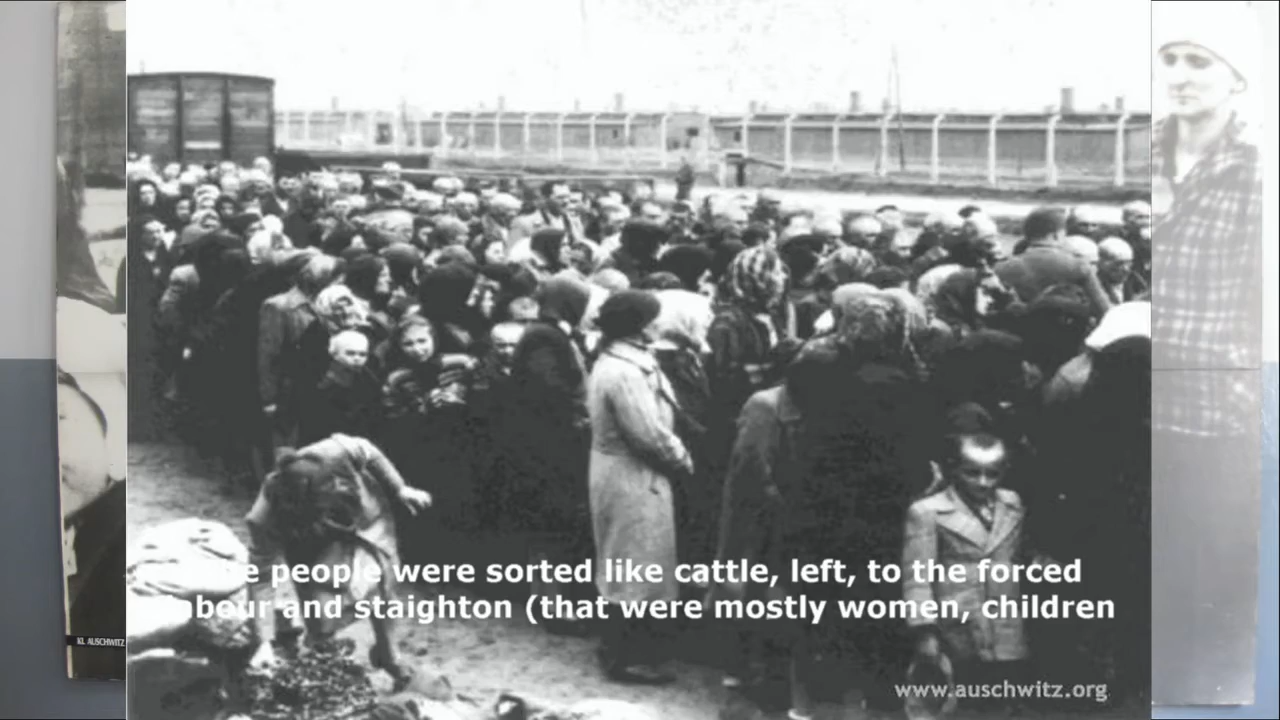 people were sorted like cattle, left, to the forced
and staighton (that were mostly women, children
KL AUSCHWITZ
www.auschwitz.org